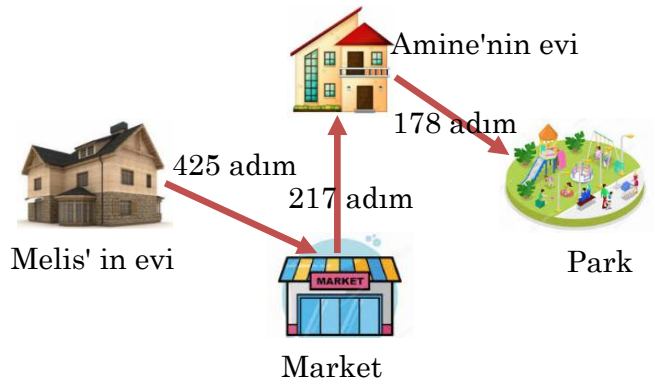 Amine'nin evi
178 adım
425 adım
217 adım
Melis' in evi
MARKET
Park
Market